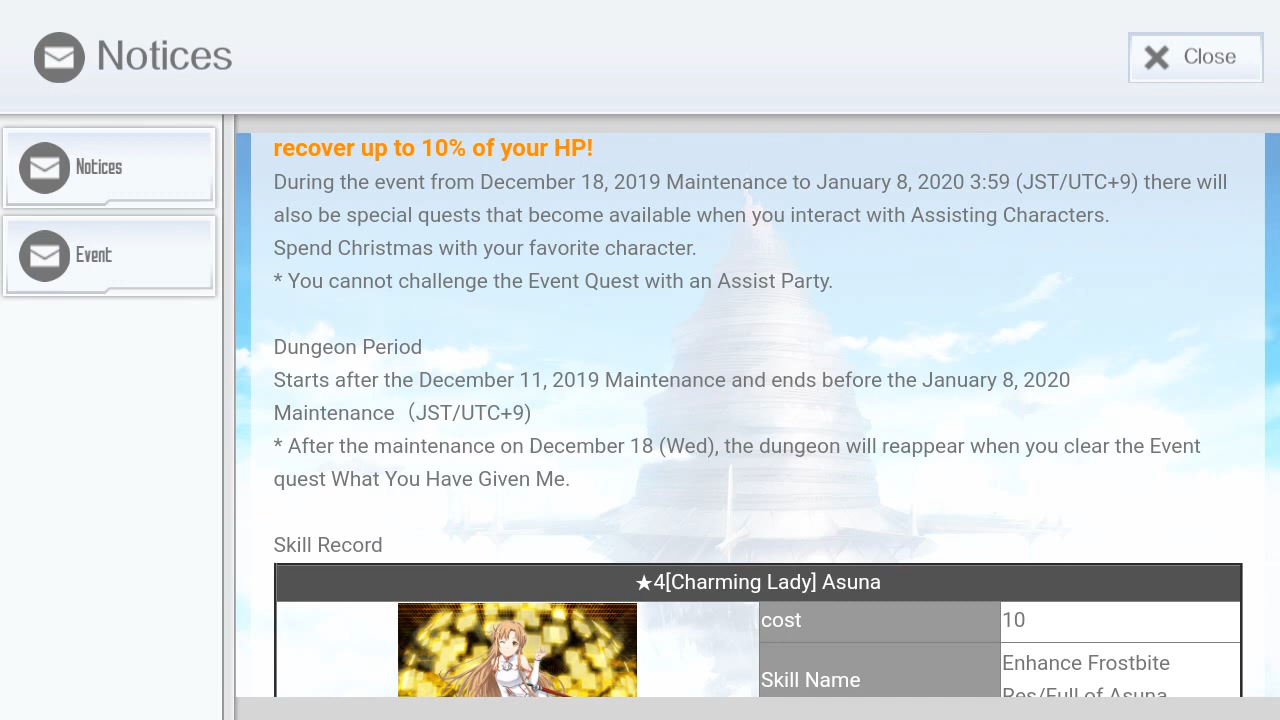 Notices
Close
Notices
Event
recover up to 10% of your HP!
During the event from December 18, 2019 Maintenance to January 8, 2020 3:59 (JST/UTC+9) there will
also be special quests that become available when you interact with Assisting Characters.
Spend Christmas with your favorite character.
* You cannot challenge the Event Quest with an Assist Party.
Dungeon Period
Starts after the December 11, 2019 Maintenance and ends before the January 8, 2020
Maintenance（JST/UTC+9)
* After the maintenance on December 18 (Wed), the dungeon will reappear when you clear the Event
quest What You Have Given Me.
Skill Record
★4[Charming Lady] Asuna
cost
10
Skill Name
Enhance Frostbite
Res/Full of Asuna